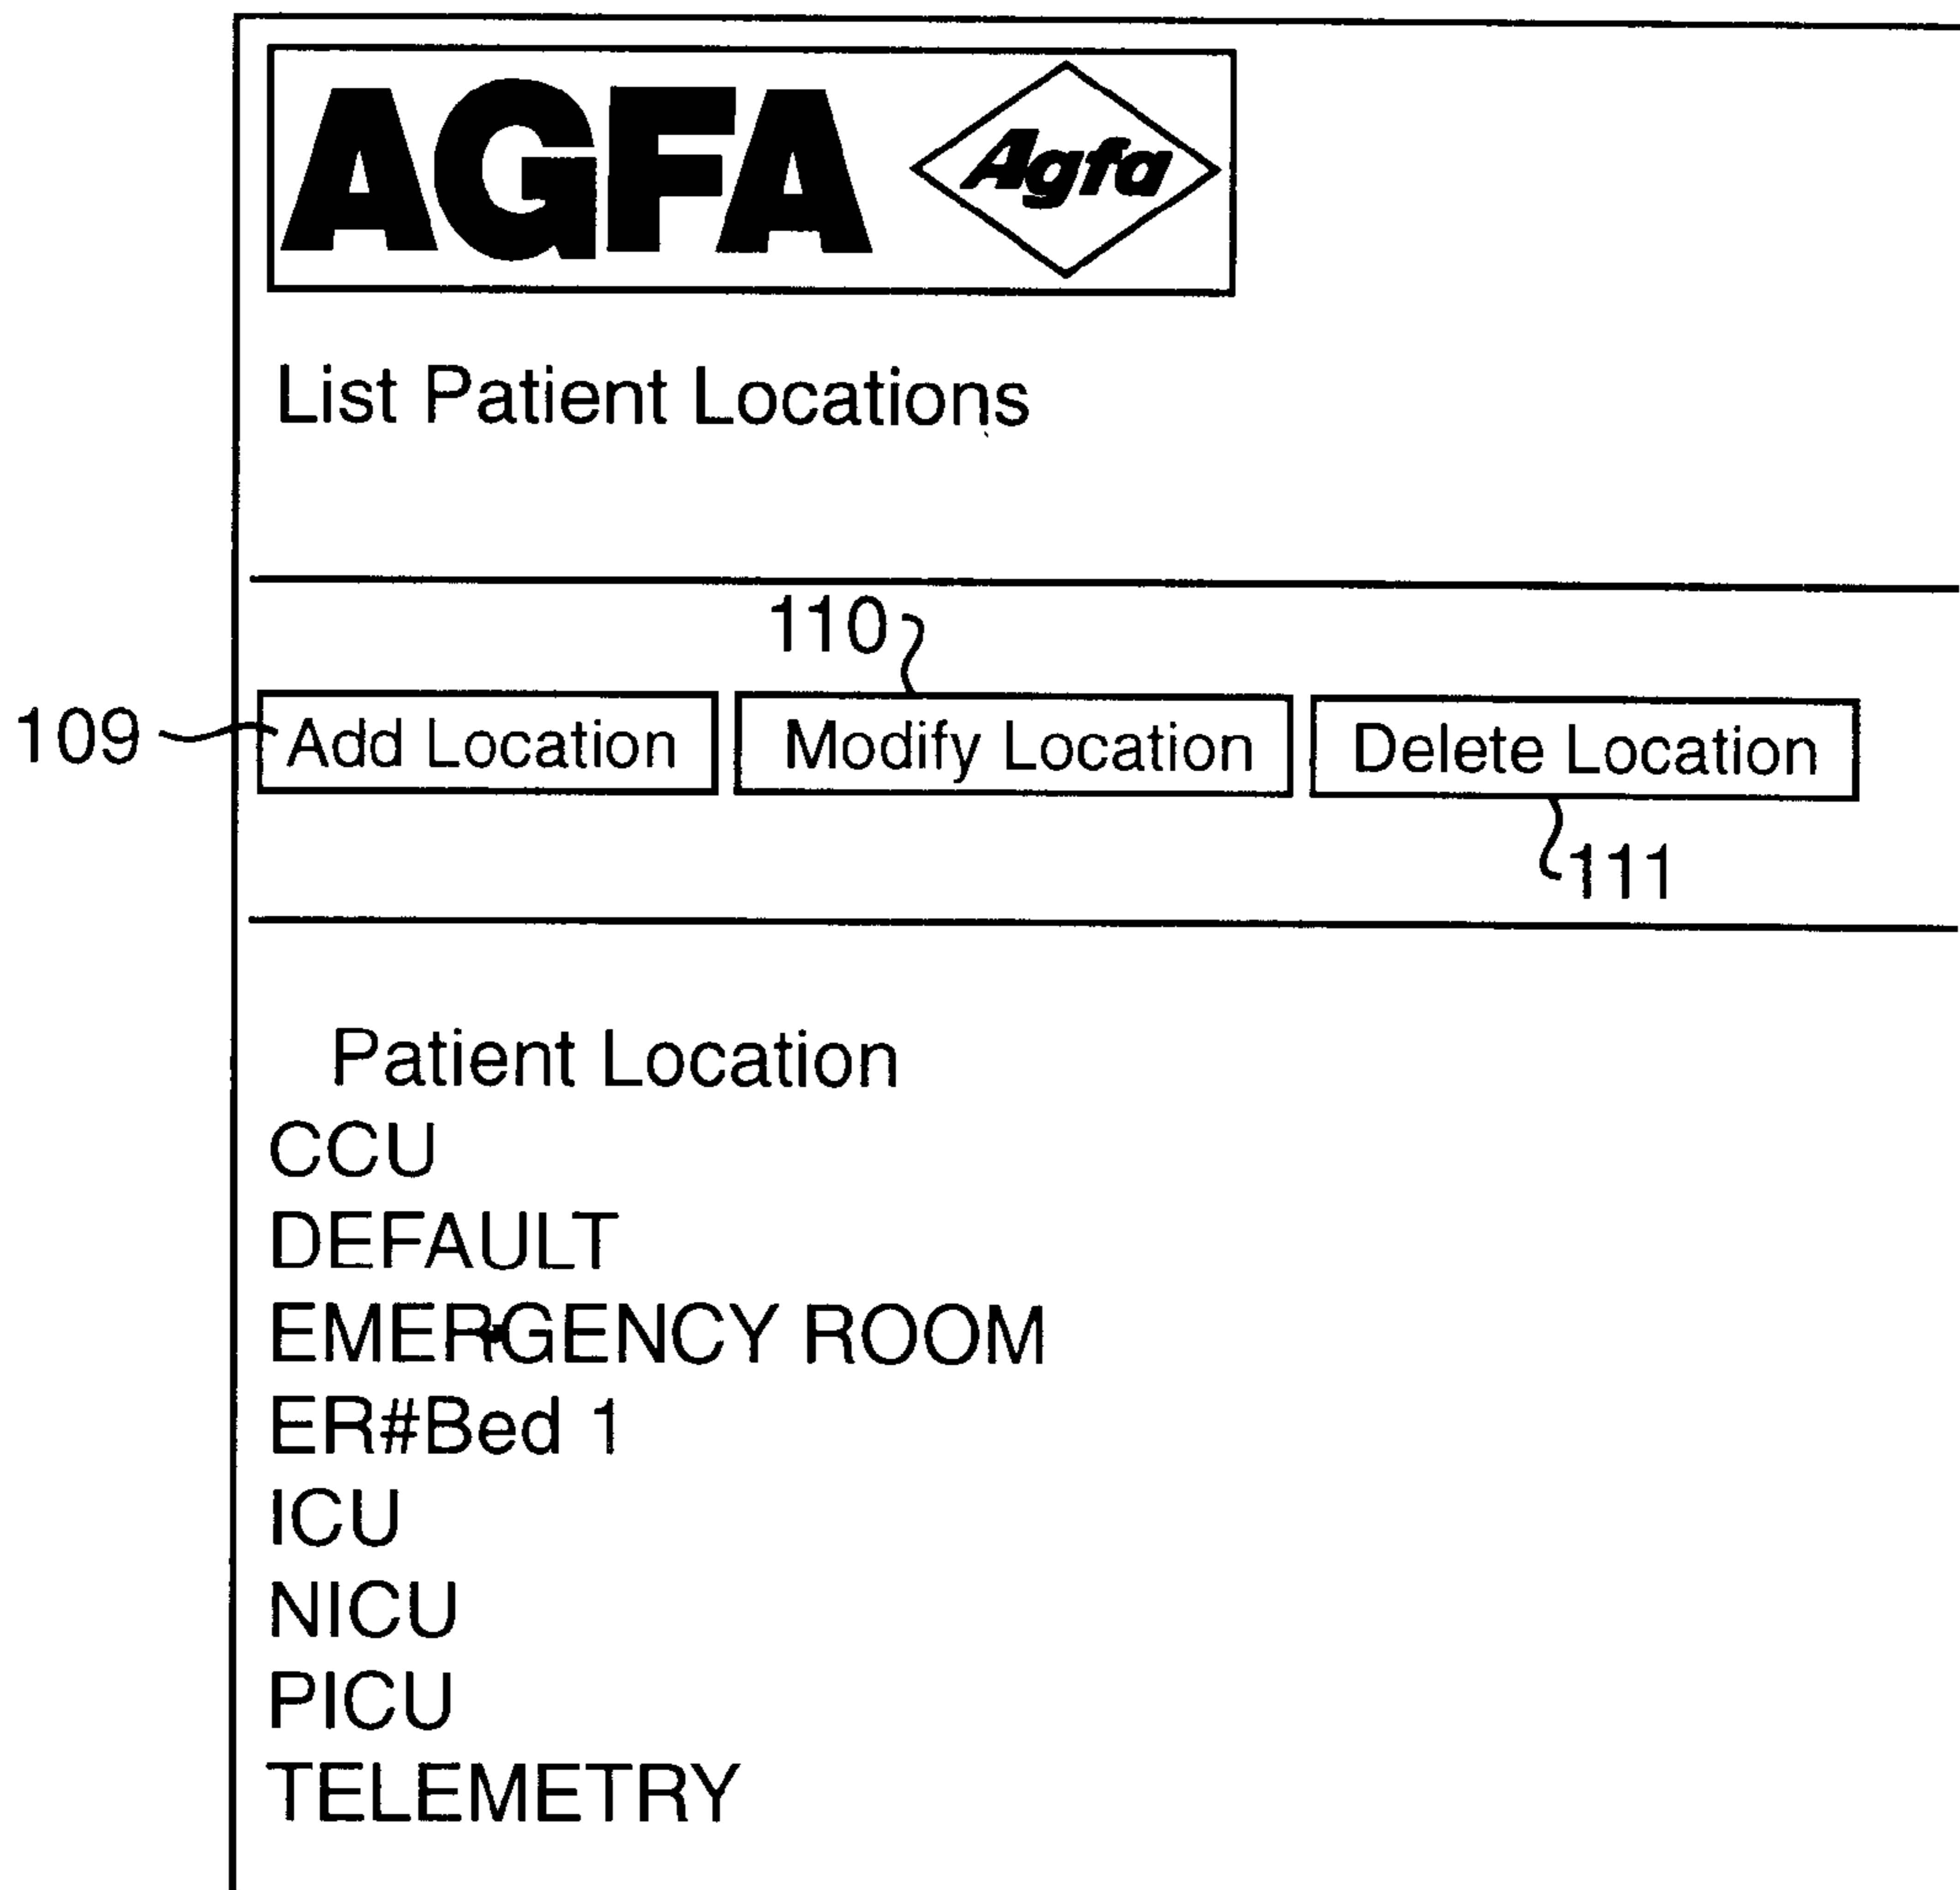 AGFA Agfa
List Patient Locations
110
109 Add Location Modify Location Delete Location
111
Patient Location
CCU
DEFAULT
EMERGENCY ROOM
ER#Bed 1
ICU
NICU
PICU
TELEMETRY